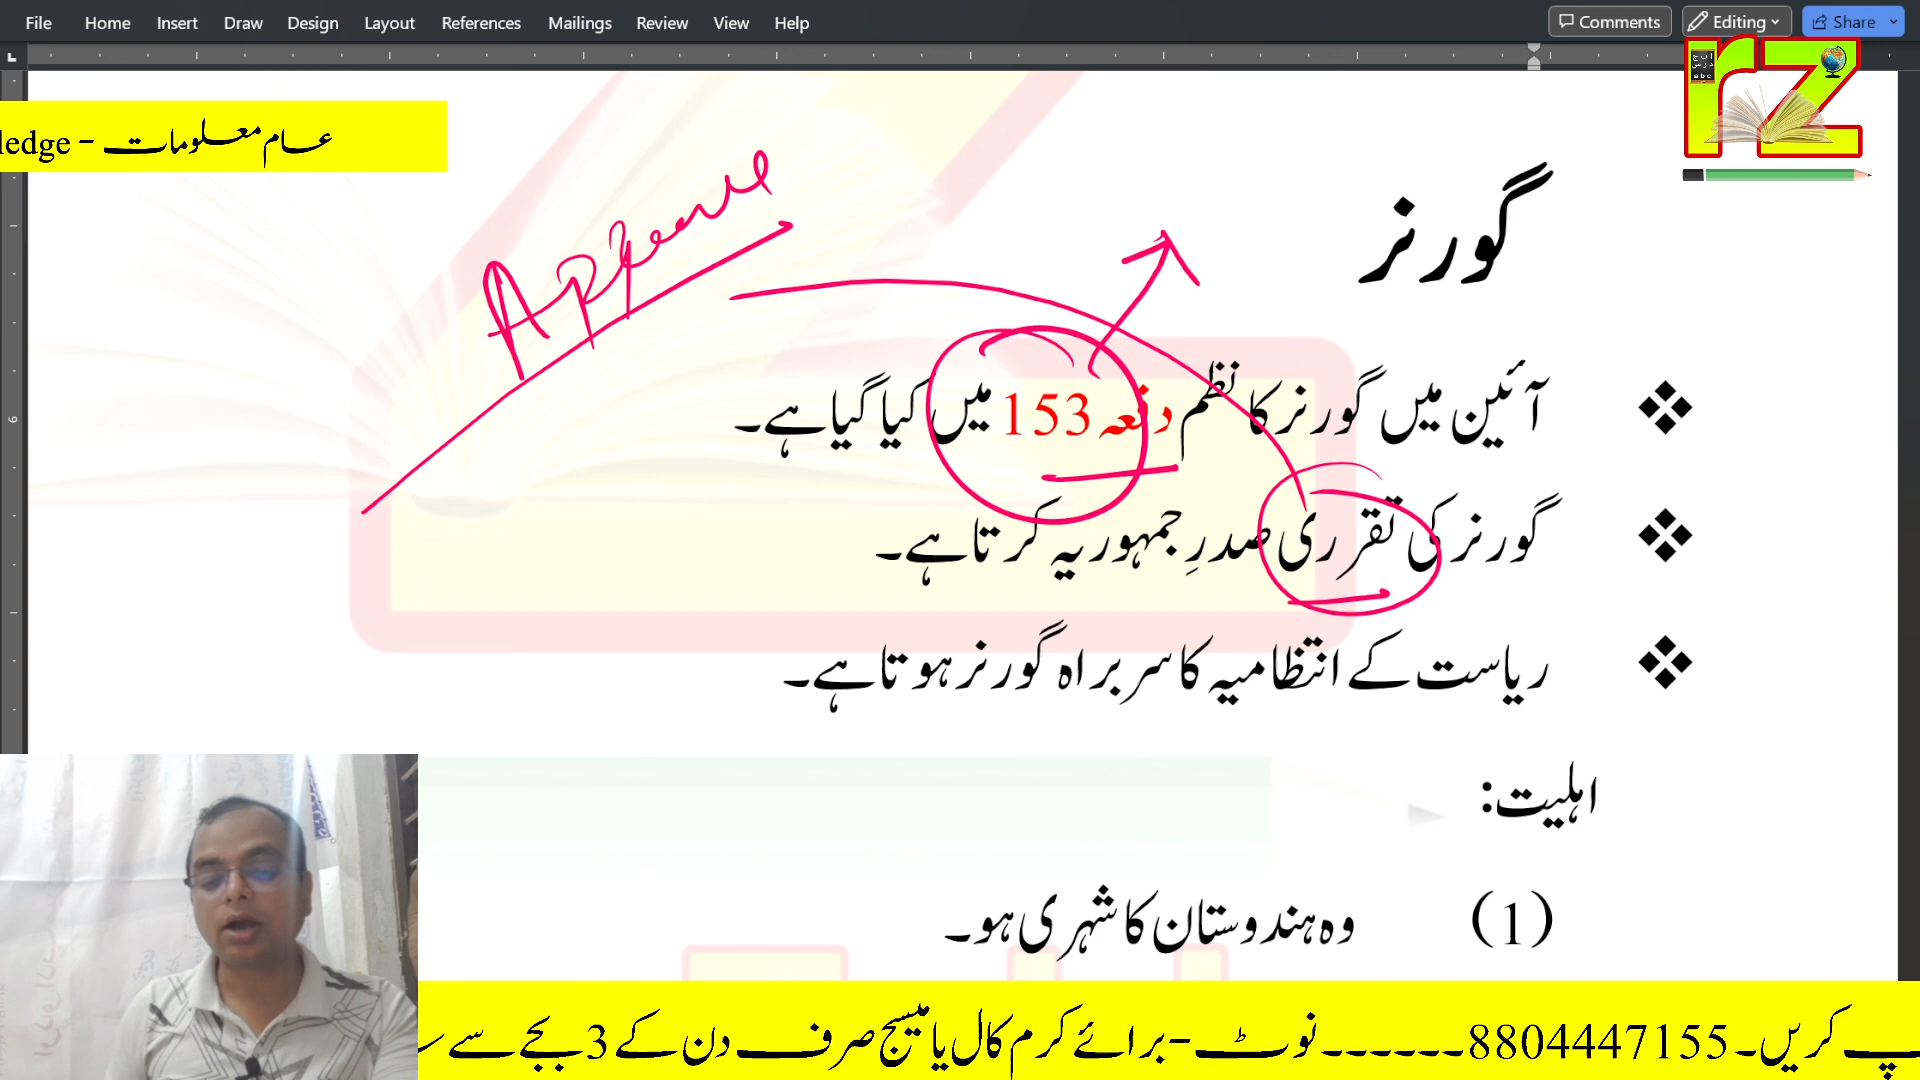 File Home Insert Draw Design Layout References Mailings Review View Help Comments Editing Share
ledge - عام معلومات
rz
گورنر
Appeove
آئین میں گورنر کا نظم دفعہ 153 میں کیا گیا ہے۔
گورنر کی تقرری صدرِ جمہوریہ کرتا ہے۔
ریاست کے انتظامیہ کا سربراہ گورنر ہوتا ہے۔
اہلیت:
(1) وہ ہندوستان کا شہری ہو۔
پ کریں۔ 8804447155۔۔۔۔۔۔نوٹ-برائے کرم کال یا میسج صرف دن کے 3 بجے سے